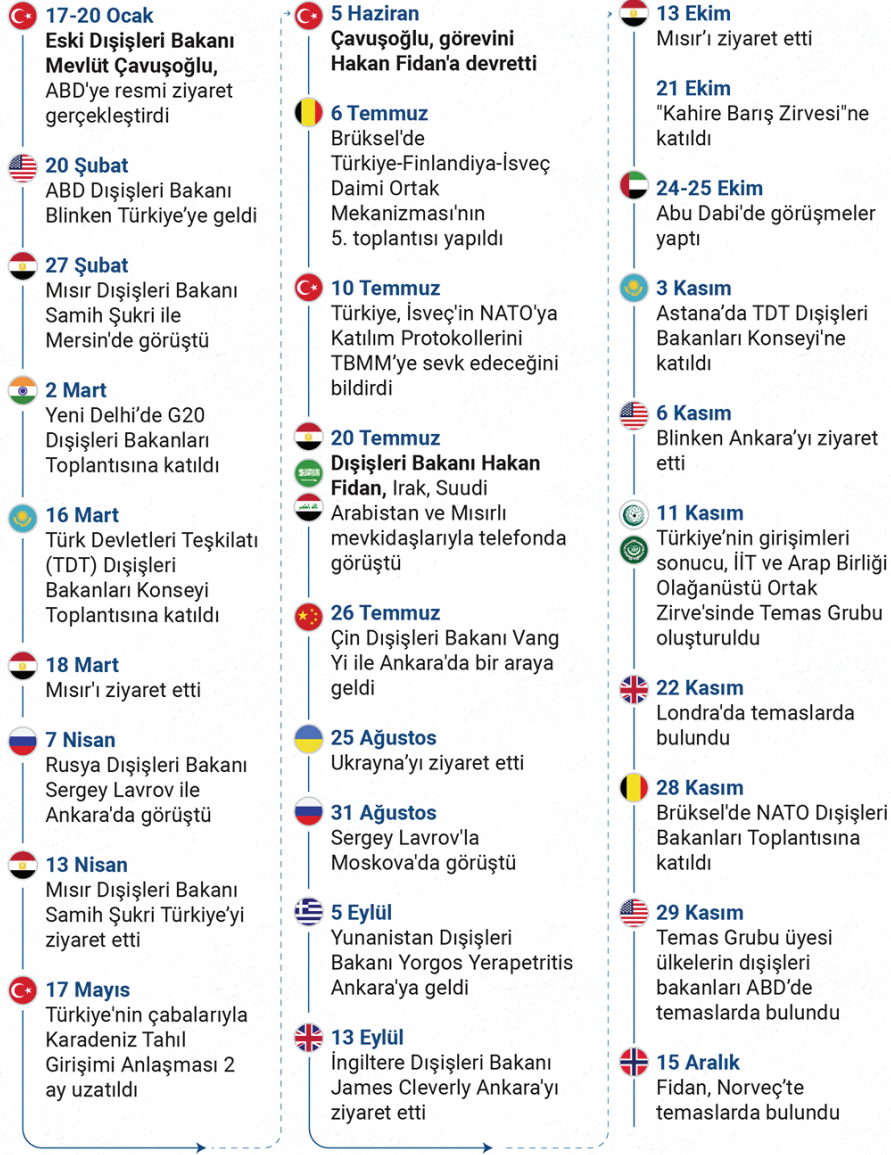 17-20 Ocak
Eski Dışişleri Bakanı
Mevlüt Çavuşoğlu,
ABD'ye resmi ziyaret
gerçekleştirdi
20 Şubat
ABD Dışişleri Bakanı
Blinken Türkiye’ye geldi
27 Şubat
Mısır Dışişleri Bakanı
Samih Şukri ile
Mersin'de görüştü
2 Mart
Yeni Delhi’de G20
Dışişleri Bakanları
Toplantısına katıldı
16 Mart
Türk Devletleri Teşkilatı
(TDT) Dışişleri
Bakanları Konseyi
Toplantısına katıldı
18 Mart
Mısır'ı ziyaret etti
7 Nisan
Rusya Dışişleri Bakanı
Sergey Lavrov ile
Ankara'da görüştü
13 Nisan
Mısır Dışişleri Bakanı
Samih Şukri Türkiye’yi
ziyaret etti
17 Mayıs
Türkiye'nin çabalarıyla
Karadeniz Tahıl
Girişimi Anlaşması 2
ay uzatıldı
5 Haziran
Çavuşoğlu, görevini
Hakan Fidan'a devretti
6 Temmuz
Brüksel'de
Türkiye-Finlandiya-İsveç
Daimi Ortak
Mekanizması'nın
5. toplantısı yapıldı
10 Temmuz
Türkiye, İsveç'in NATO'ya
Katılım Protokollerini
TBMM’ye sevk edeceğini
bildirdi
20 Temmuz
Dışişleri Bakanı Hakan
Fidan, Irak, Suudi
Arabistan ve Mısırlı
mevkidaşlarıyla telefonda
görüştü
26 Temmuz
Çin Dışişleri Bakanı Vang
Yi ile Ankara'da bir araya
geldi
25 Ağustos
Ukrayna’yı ziyaret etti
31 Ağustos
Sergey Lavrov'la
Moskova'da görüştü
5 Eylül
Yunanistan Dışişleri
Bakanı Yorgos Yerapetritis
Ankara'ya geldi
13 Eylül
İngiltere Dışişleri Bakanı
James Cleverly Ankara'yı
ziyaret etti
13 Ekim
Mısır’ı ziyaret etti
21 Ekim
"Kahire Barış Zirvesi"ne
katıldı
24-25 Ekim
Abu Dabi'de görüşmeler
yaptı
3 Kasım
Astana’da TDT Dışişleri
Bakanları Konseyi'ne
katıldı
6 Kasım
Blinken Ankara’yı ziyaret
etti
11 Kasım
Türkiye’nin girişimleri
sonucu, İİT ve Arap Birliği
Olağanüstü Ortak
Zirve'sinde Temas Grubu
oluşturuldu
22 Kasım
Londra'da temaslarda
bulundu
28 Kasım
Brüksel'de NATO Dışişleri
Bakanları Toplantısına
katıldı
29 Kasım
Temas Grubu üyesi
ülkelerin dışişleri
bakanları ABD’de
temaslarda bulundu
15 Aralık
Fidan, Norveç’te
temaslarda bulundu